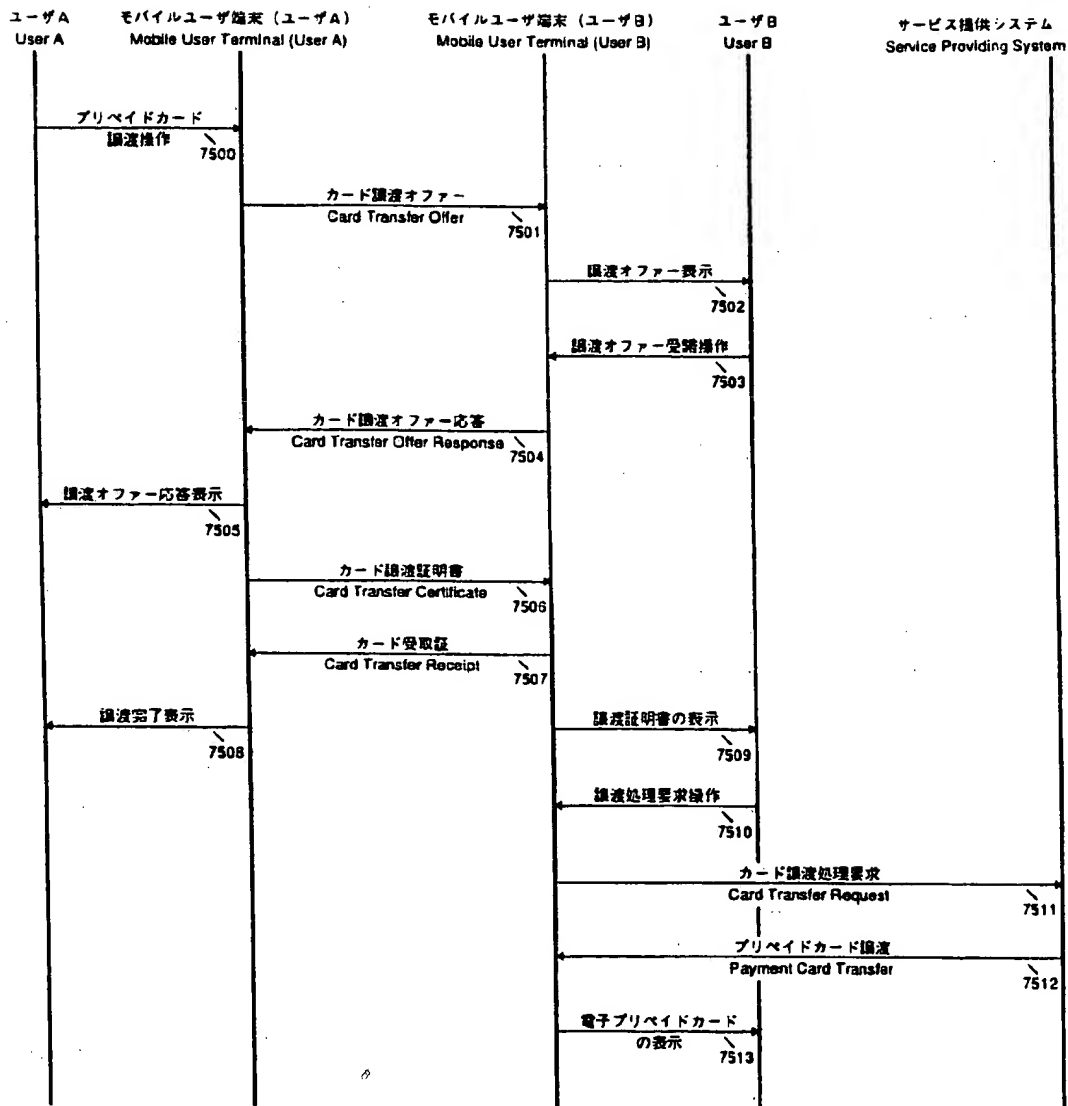 ユーザA
User A
モバイルユーザ端末（ユーザA）
Mobile User Terminal (User A)
モバイルユーザ端末（ユーザB）
Mobile User Terminal (User B)
ユーザB
User B
サービス提供システム
Service Providing System
プリペイドカード
譲渡操作
7500
カード譲渡オファー
Card Transfer Offer
7501
譲渡オファー表示
7502
譲渡オファー受諾操作
7503
カード譲渡オファー応答
Card Transfer Offer Response
7504
譲渡オファー応答表示
7505
カード譲渡証明書
Card Transfer Certificate
7506
カード受取証
Card Transfer Receipt
7507
譲渡完了表示
7508
譲渡証明書の表示
7509
譲渡処理要求操作
7510
カード譲渡処理要求
Card Transfer Request
7511
プリペイドカード譲渡
Payment Card Transfer
7512
電子プリペイドカード
の表示
7513